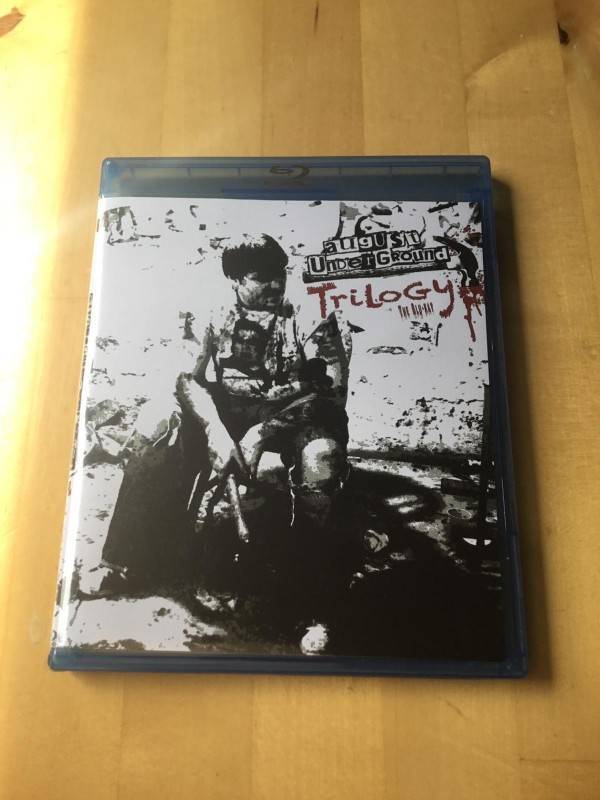 august
UnderGround
TriLoGY
The Blu-Ray